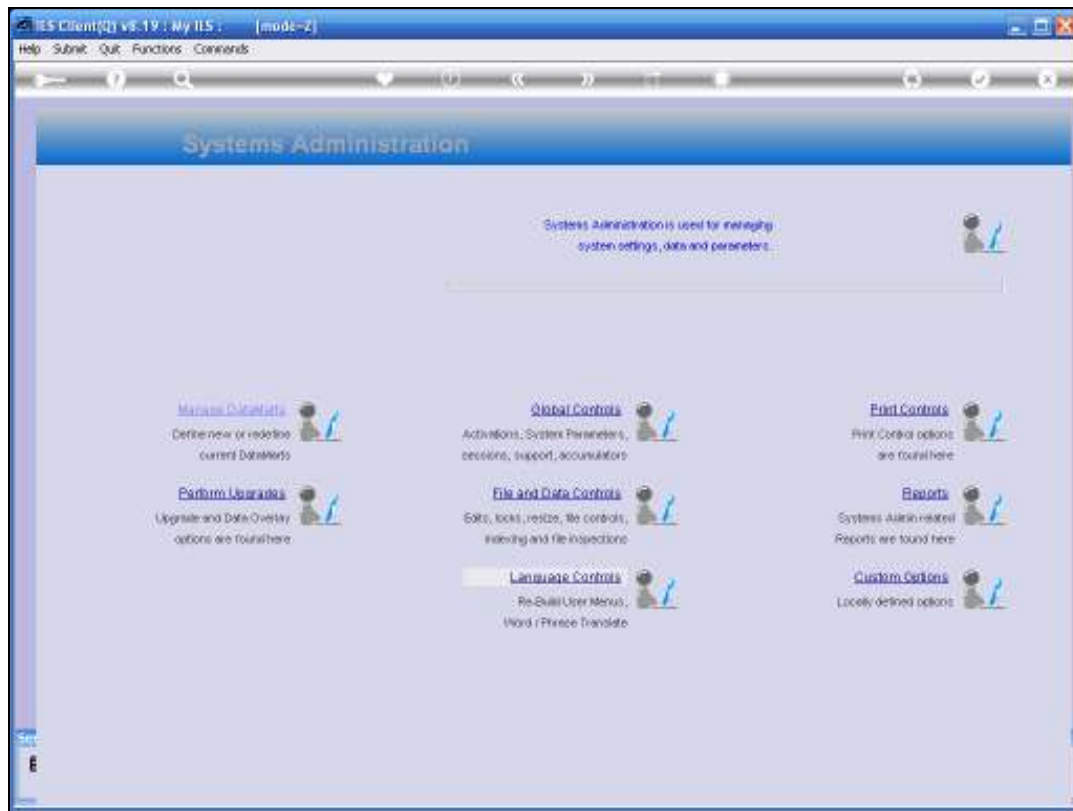 IES Client(Q) v8.19 : My IES : [mode-Z]
Help Submit Quit Functions Commands
Systems Administration
Systems Administration is used for managing
system settings, data and parameters.
Manage DataMarts
Define new or redefine
current DataMarts
Global Controls
Activations, System Parameters,
sessions, support, accumulators
Print Controls
Print Control options
are found here
Perform Upgrades
Upgrade and Data Overlay
options are found here
File and Data Controls
Edits, locks, resize, file controls,
indexing and file inspections
Reports
Systems Admin related
Reports are found here
Language Controls
Re-Build User Menus,
Word / Phrase Translate
Custom Options
Locally defined options